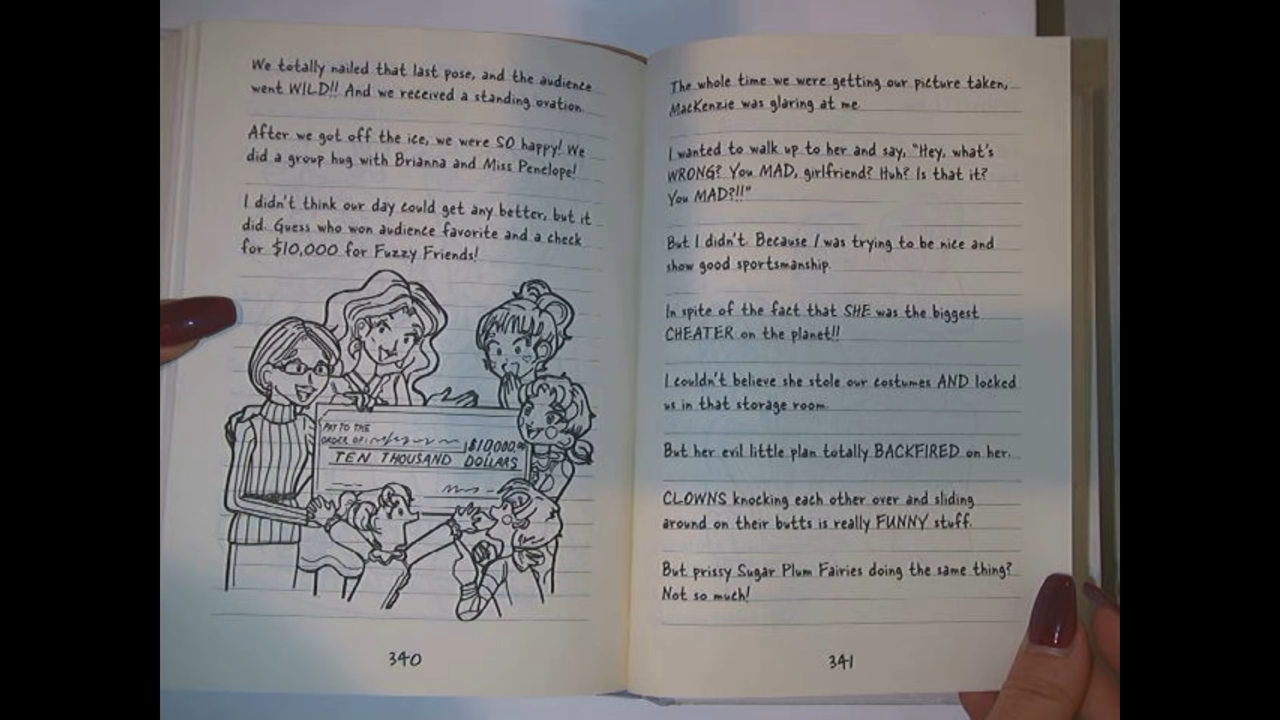 We totally nailed that last pose, and the audience
went WILD!! And we received a standing ovation.
After we got off the ice, we were SO happy! We
did a group hug with Brianna and Miss Penelope!
I didn't think our day could get any better, but it
did. Guess who won audience favorite and a check
for $10,000 for Fuzzy Friends!
PAY TO THE
ORDER OF:
$10,000.00
TEN THOUSAND DOLLARS
340
The whole time we were getting our picture taken,
MacKenzie was glaring at me.
I wanted to walk up to her and say, "Hey, what's
WRONG? You MAD, girlfriend? Huh? Is that it?
You MAD?!!"
But I didn't. Because I was trying to be nice and
show good sportsmanship.
In spite of the fact that SHE was the biggest
CHEATER on the planet!!
I couldn't believe she stole our costumes AND locked
us in that storage room.
But her evil little plan totally BACKFIRED on her.
CLOWNS knocking each other over and sliding
around on their butts is really FUNNY stuff.
But prissy Sugar Plum Fairies doing the same thing?
Not so much!
341